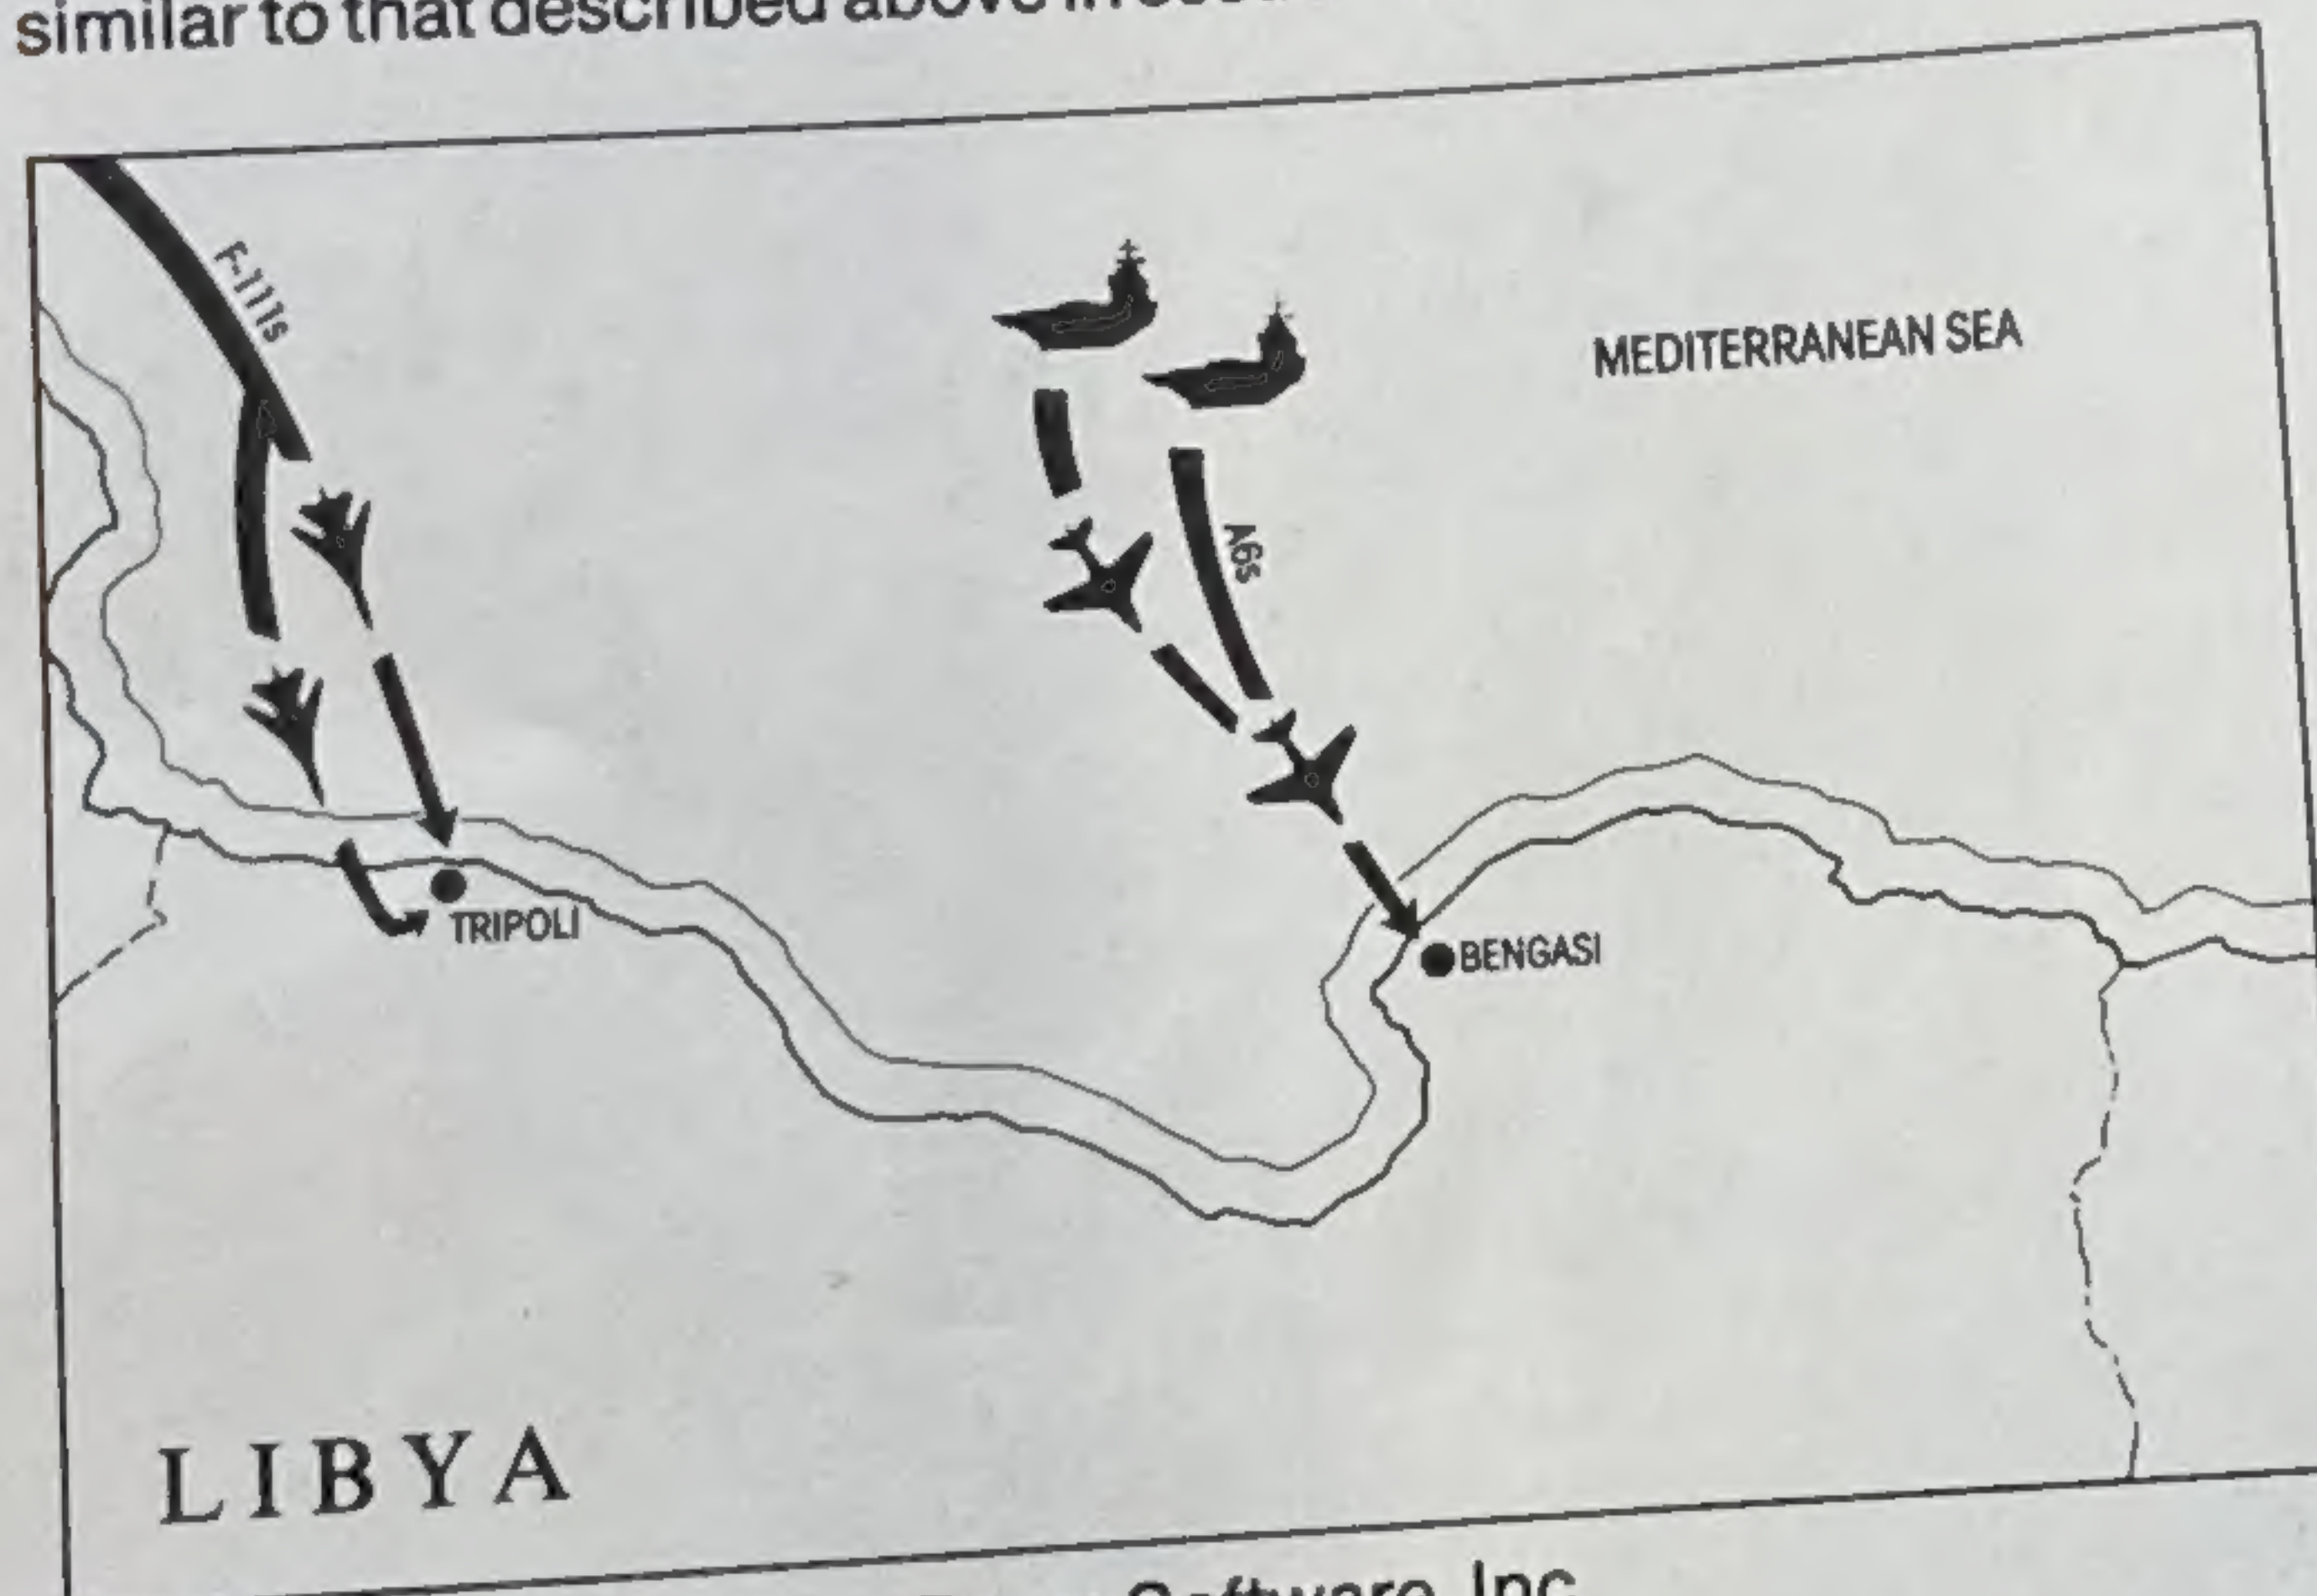 similar to that described above in
F-111s
MEDITERRANEAN SEA
A6s
TRIPOLI
BENGASI
LIBYA
Software, Inc